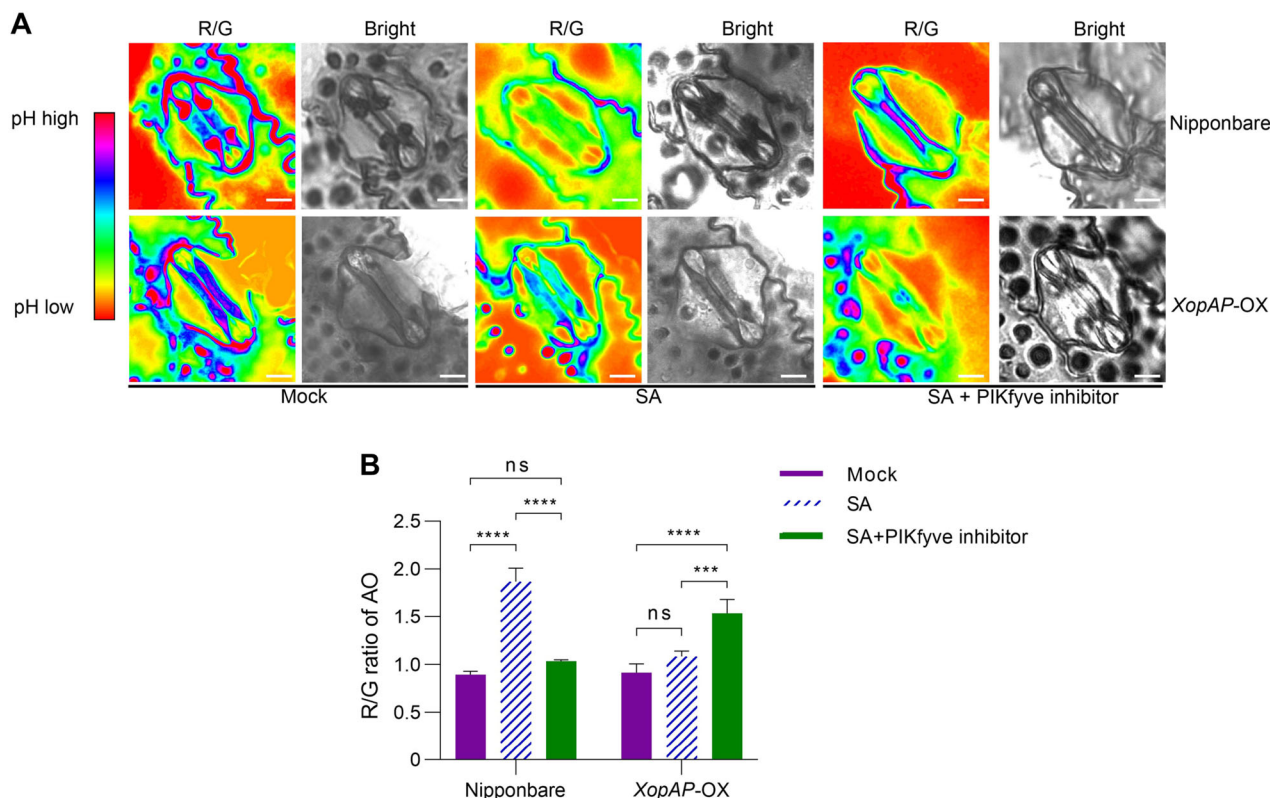 A
R/G Bright R/G Bright R/G Bright
pH high
Nipponbare
pH low
XopAP-OX
Mock SA SA + PIKfyve inhibitor
B
ns
****
****
****
***
ns
Mock
SA
SA+PIKfyve inhibitor
R/G ratio of AO
2.5
2.0
1.5
1.0
0.5
0
Nipponbare XopAP-OX